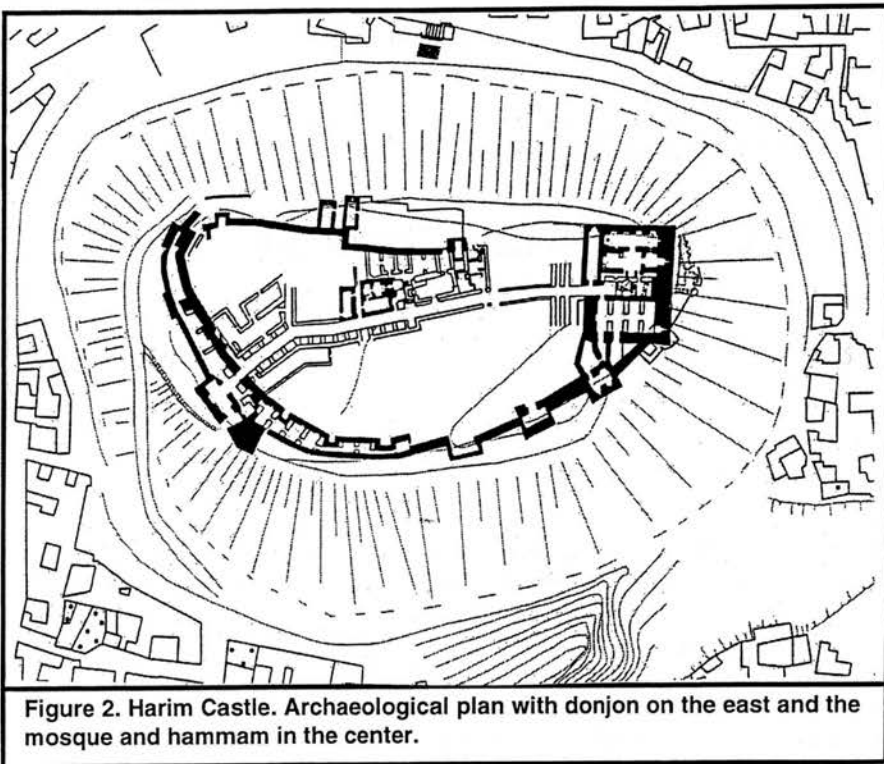 Figure 2. Harim Castle. Archaeological plan with donjon on the east and the
mosque and hammam in the center.